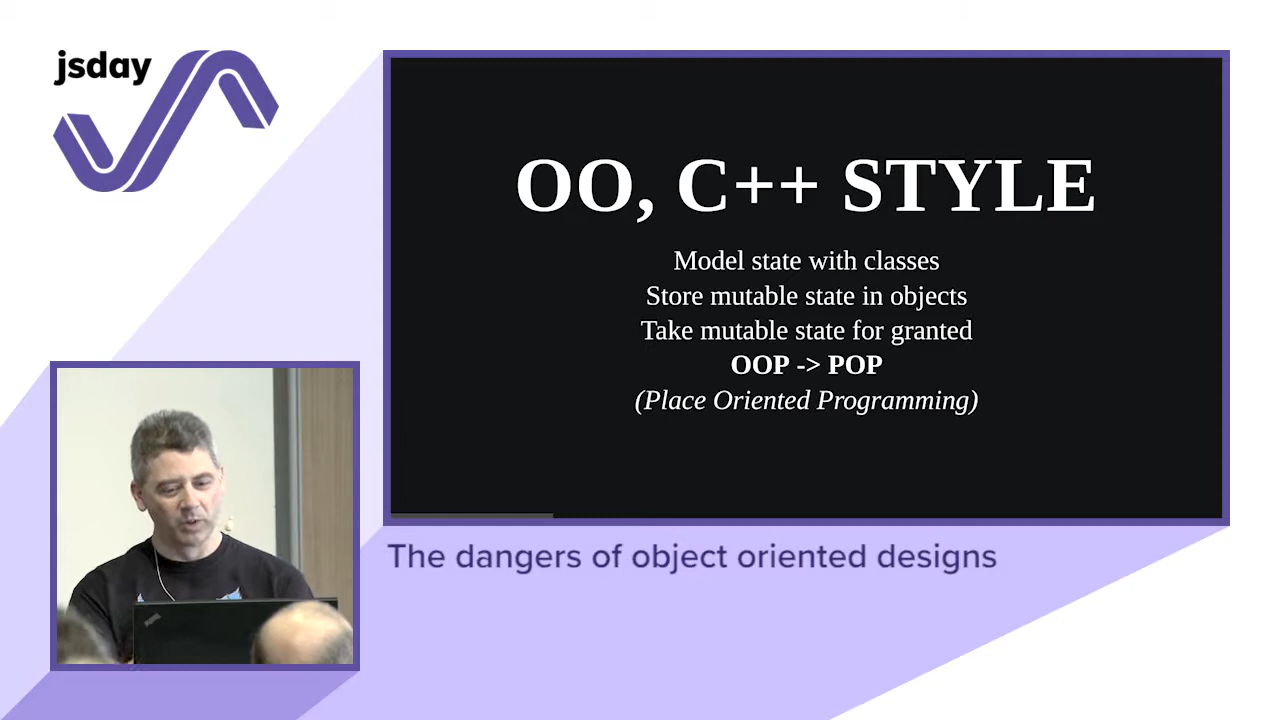 jsday
OO, C++ STYLE
Model state with classes
Store mutable state in objects
Take mutable state for granted
OOP -> POP
(Place Oriented Programming)
The dangers of object oriented designs